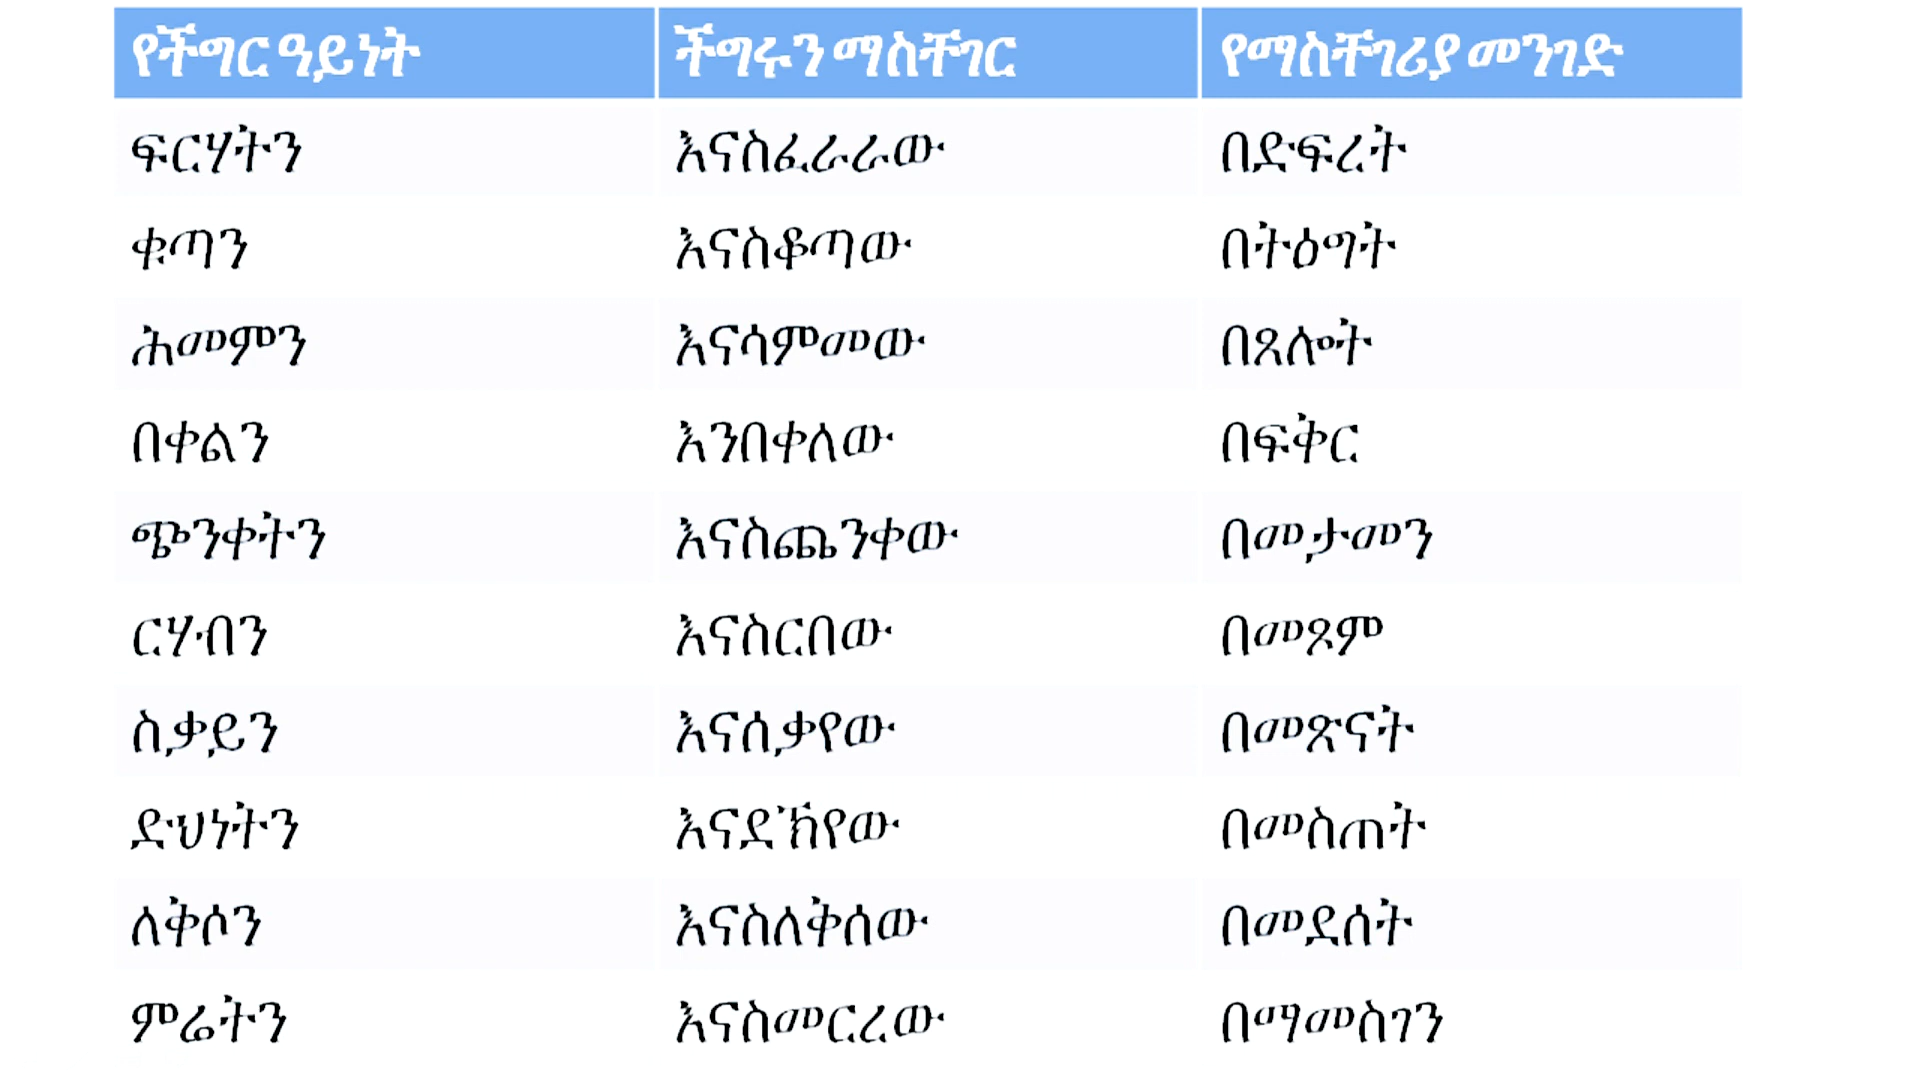 የችግር ዓይነት ችግሩን ማስቸገር የማስቸገሪያ መንገድ
ፍርሃትን እናስፈራራው በድፍረት
ቁጣን እናስቆጣው በትዕግት
ሕመምን እናሳምመው በጸሎት
በቀልን እንበቀለው በፍቅር
ጭንቀትን እናስጨንቀው በመታመን
ርሃብን እናስርበው በመጾም
ስቃይን እናሰቃየው በመጽናት
ድህነትን እናደኽየው በመስጠት
ለቅሶን እናስለቅሰው በመደሰት
ምሬትን እናስመርረው በማመስገን